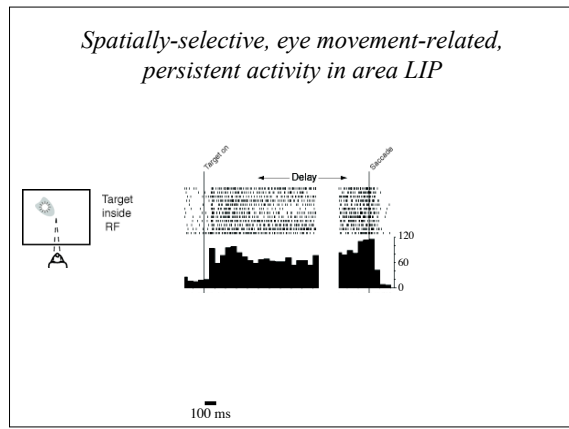 Spatially-selective, eye movement-related,
persistent activity in area LIP
Target on
Saccade
Delay
Target
inside
RF
120
60
0
100 ms